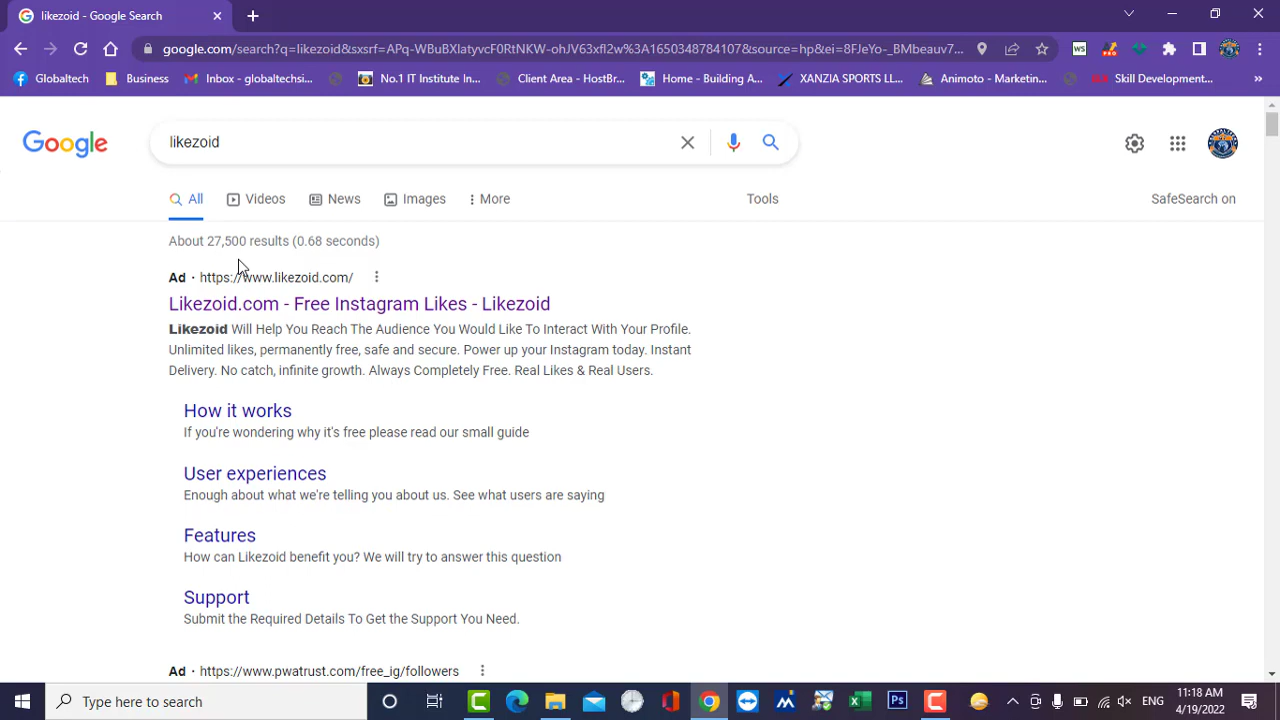 likezoid - Google Search
google.com/search?q=likezoid&sxsrf=APq-WBuBXlatyvcF0RtNKW-ohJV63xfl2w%3A1650348784107&source=hp&ei=8FJeYo-_BMbeauv7...
Globaltech
Business
Inbox - globaltechsi...
No.1 IT Institute In...
Client Area - HostBr...
Home - Building A...
XANZIA SPORTS LL...
Animoto - Marketin...
Skill Development...
»
Google
likezoid
All
Videos
News
Images
More
Tools
SafeSearch on
About 27,500 results (0.68 seconds)
Ad · https://www.likezoid.com/
Likezoid.com - Free Instagram Likes - Likezoid
Likezoid Will Help You Reach The Audience You Would Like To Interact With Your Profile.
Unlimited likes, permanently free, safe and secure. Power up your Instagram today. Instant
Delivery. No catch, infinite growth. Always Completely Free. Real Likes & Real Users.
How it works
If you're wondering why it's free please read our small guide
User experiences
Enough about what we're telling you about us. See what users are saying
Features
How can Likezoid benefit you? We will try to answer this question
Support
Submit the Required Details To Get the Support You Need.
Ad · https://www.pwatrust.com/free_ig/followers
Type here to search
ENG
11:18 AM
4/19/2022